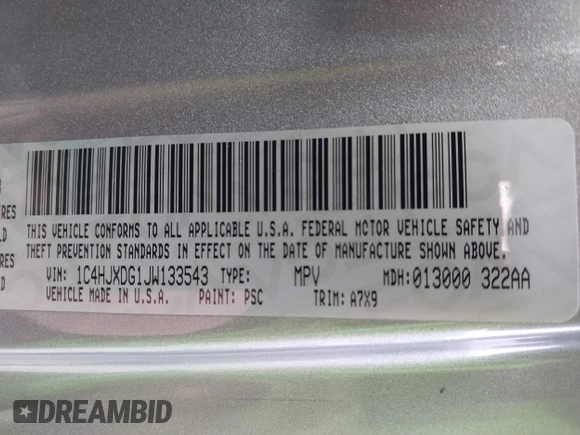 THIS VEHICLE CONFORMS TO ALL APPLICABLE U.S.A. FEDERAL MOTOR VEHICLE SAFETY AND
THEFT PREVENTION STANDARDS IN EFFECT ON THE DATE OF MANUFACTURE SHOWN ABOVE.
VIN: 1C4HJXDG1JW133543 TYPE: MPV MDH:013000 322AA
VEHICLE MADE IN U.S.A. PAINT: PSC TRIM: A7X9
DREAMBID